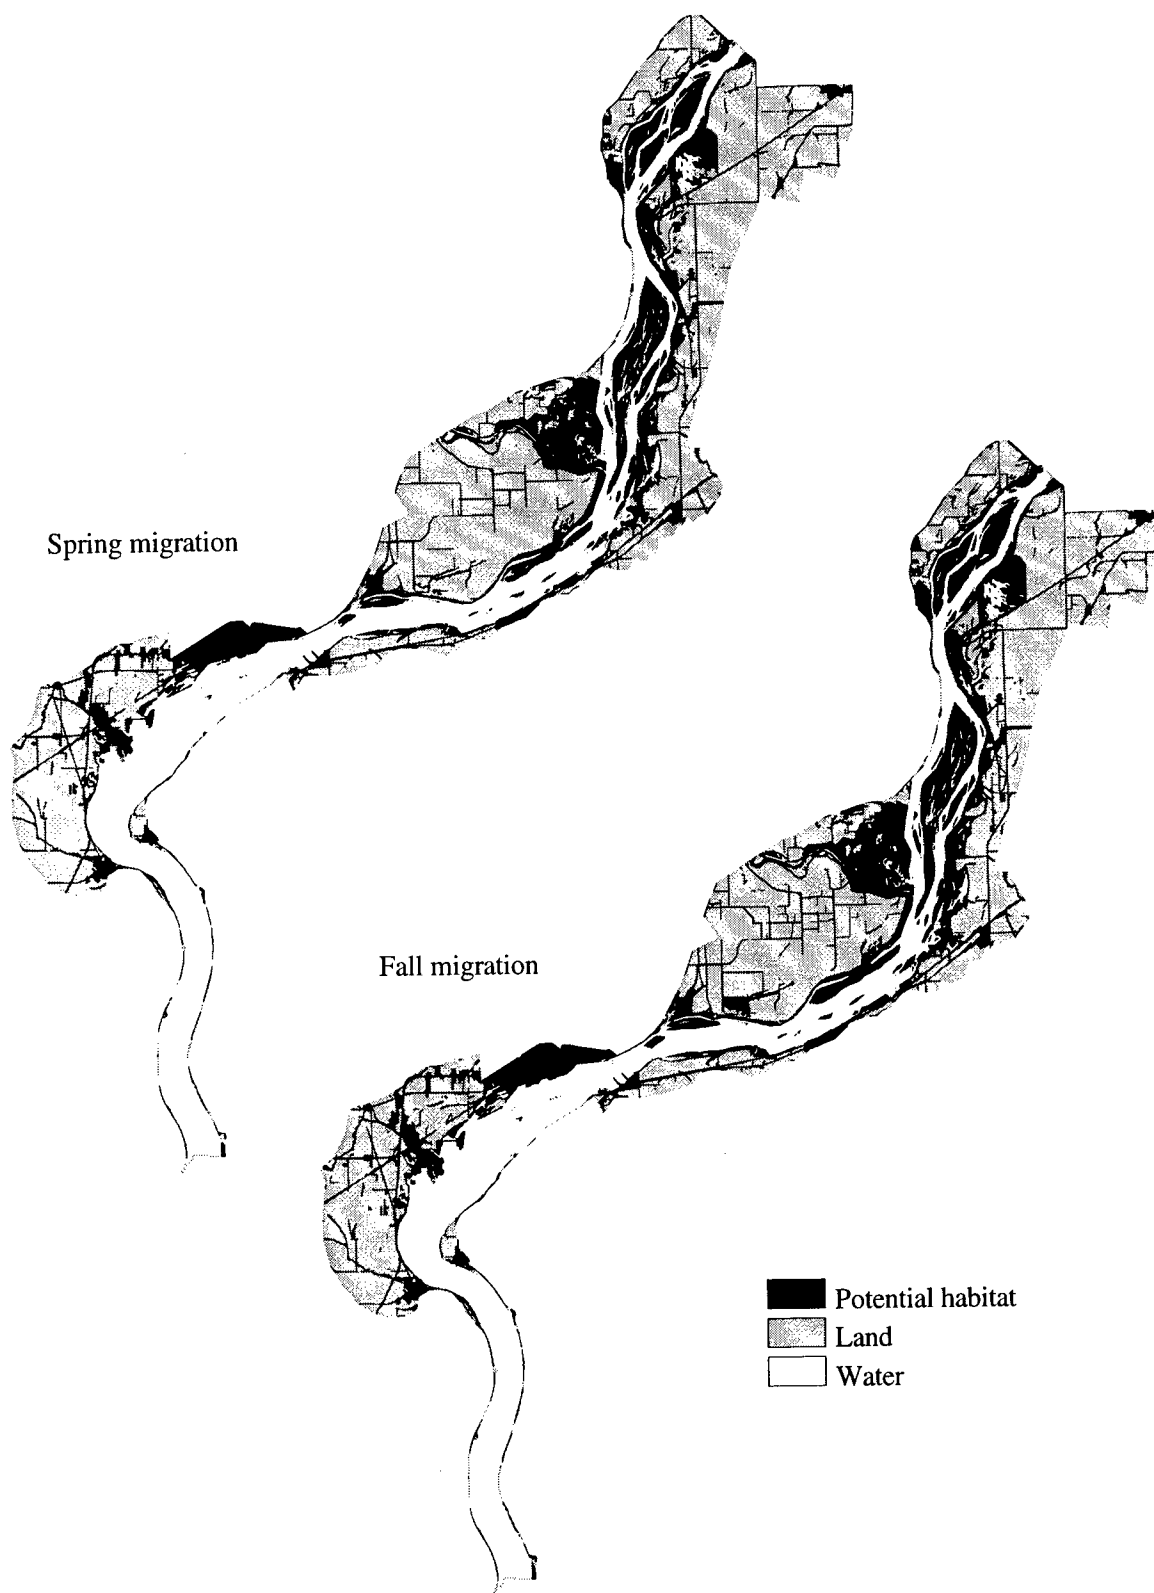 Spring migration
Fall migration
Potential habitat
Land
Water